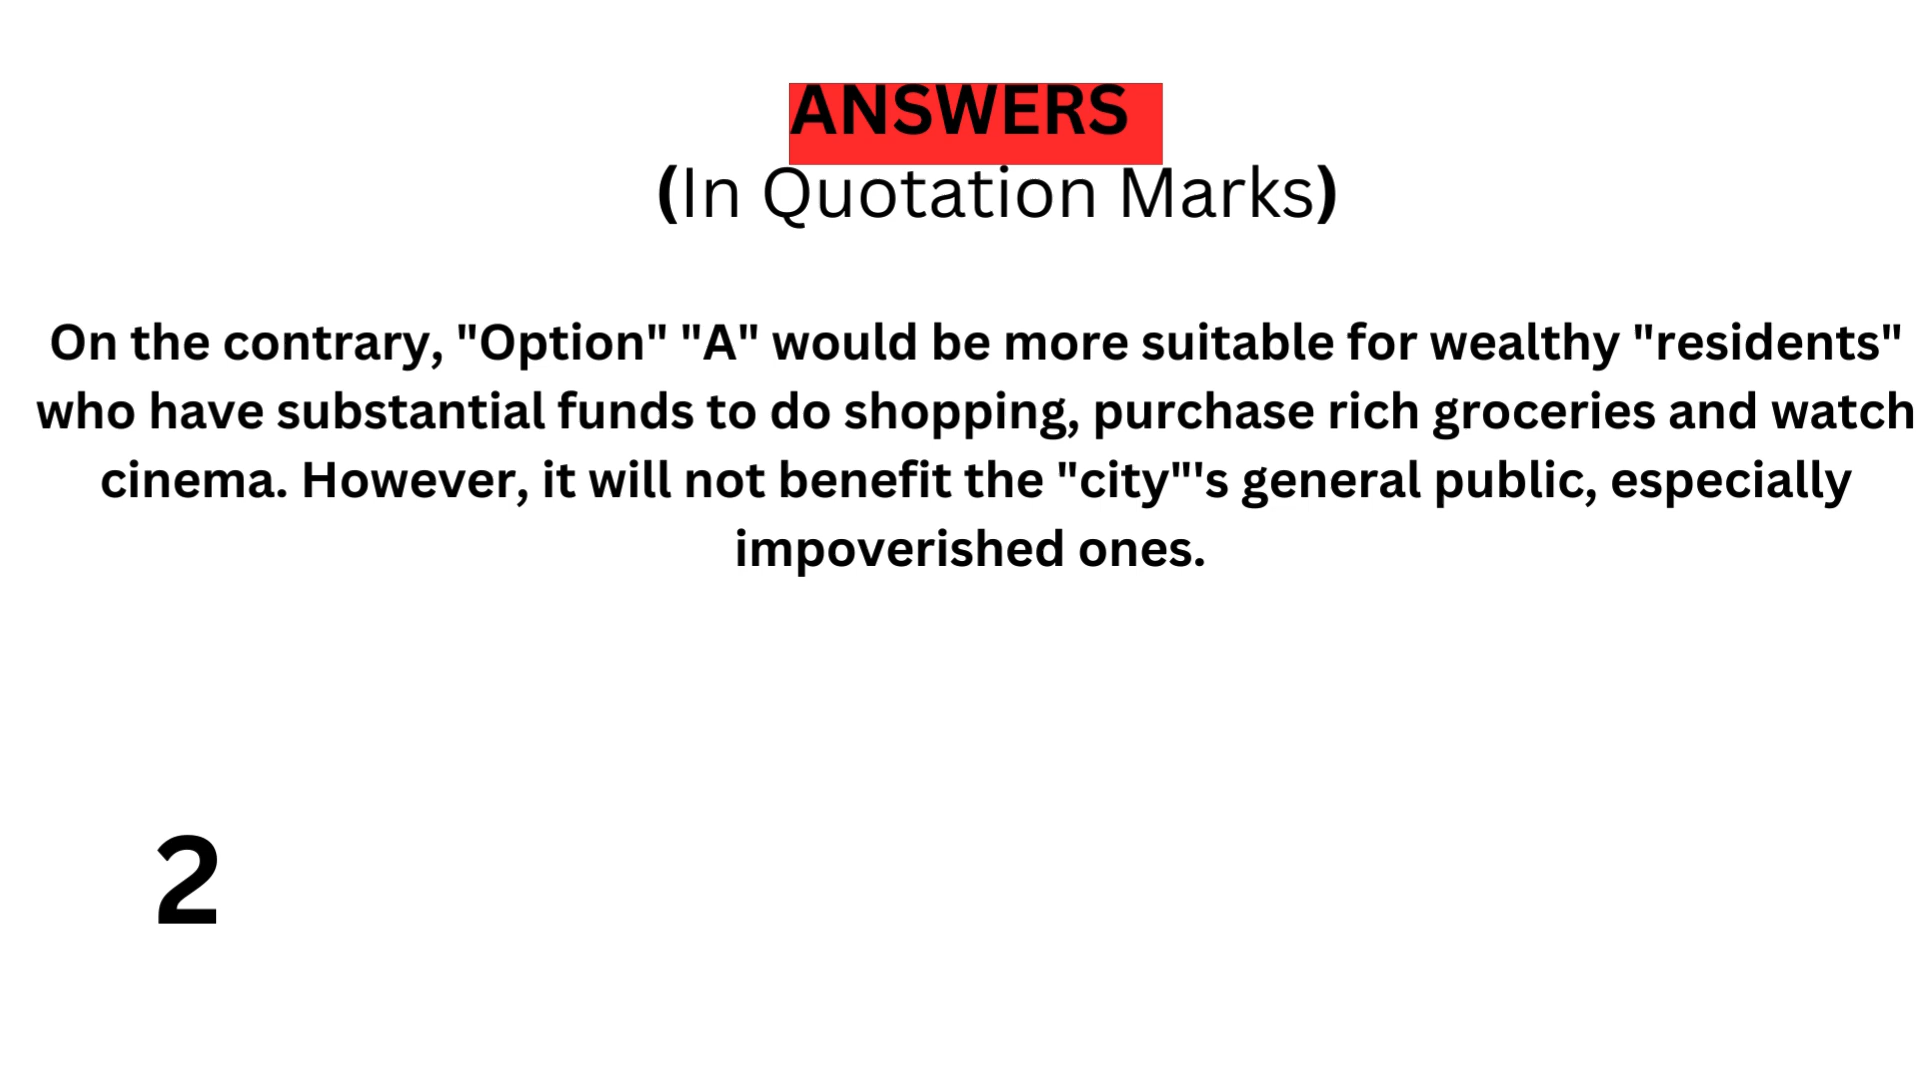 ANSWERS
(In Quotation Marks)
On the contrary, "Option" "A" would be more suitable for wealthy "residents"
who have substantial funds to do shopping, purchase rich groceries and watch
cinema. However, it will not benefit the "city"'s general public, especially
impoverished ones.
2